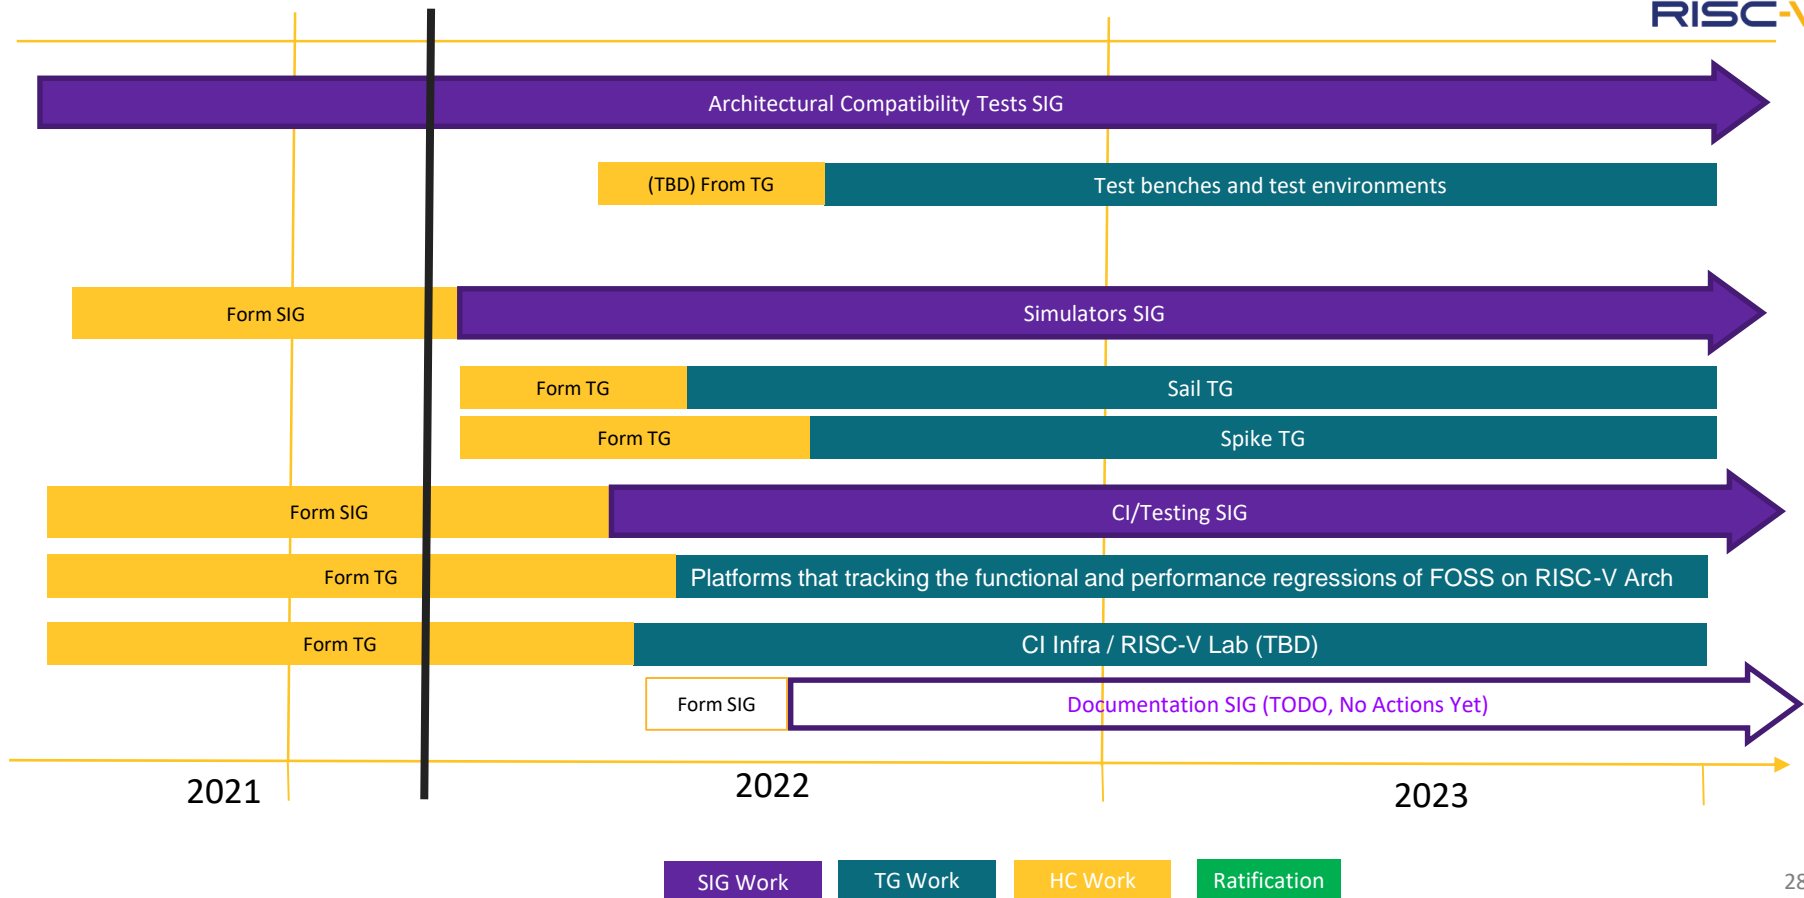 RISC-V
Architectural Compatibility Tests SIG
(TBD) From TG
Test benches and test environments
Form SIG
Simulators SIG
Form TG
Sail TG
Form TG
Spike TG
Form SIG
CI/Testing SIG
Form TG
Platforms that tracking the functional and performance regressions of FOSS on RISC-V Arch
Form TG
CI Infra / RISC-V Lab (TBD)
Form SIG
Documentation SIG (TODO, No Actions Yet)
2021
2022
2023
SIG Work
TG Work
HC Work
Ratification
28